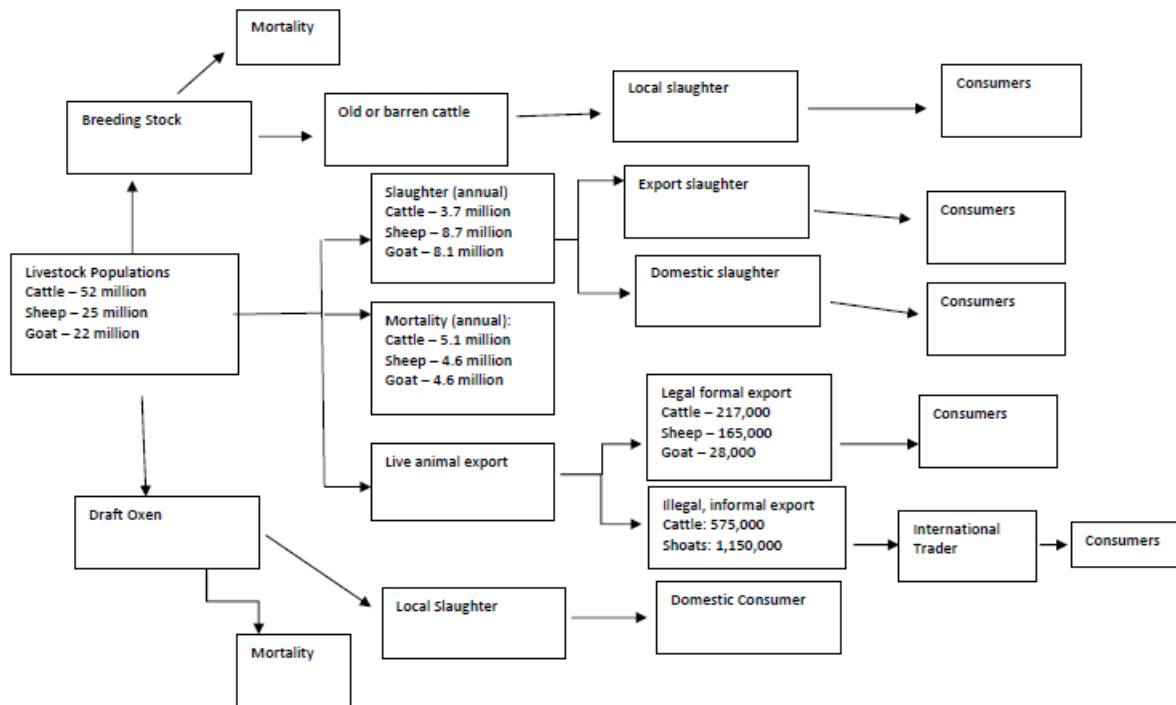 Mortality
Breeding Stock
Old or barren cattle
Local slaughter
Consumers
Slaughter (annual)
Cattle – 3.7 million
Sheep – 8.7 million
Goat – 8.1 million
Export slaughter
Consumers
Livestock Populations
Cattle – 52 million
Sheep – 25 million
Goat – 22 million
Domestic slaughter
Consumers
Mortality (annual):
Cattle – 5.1 million
Sheep – 4.6 million
Goat – 4.6 million
Legal formal export
Cattle – 217,000
Sheep – 165,000
Goat – 28,000
Consumers
Live animal export
Illegal, informal export
Cattle: 575,000
Shoats: 1,150,000
International
Trader
Consumers
Draft Oxen
Local Slaughter
Domestic Consumer
Mortality